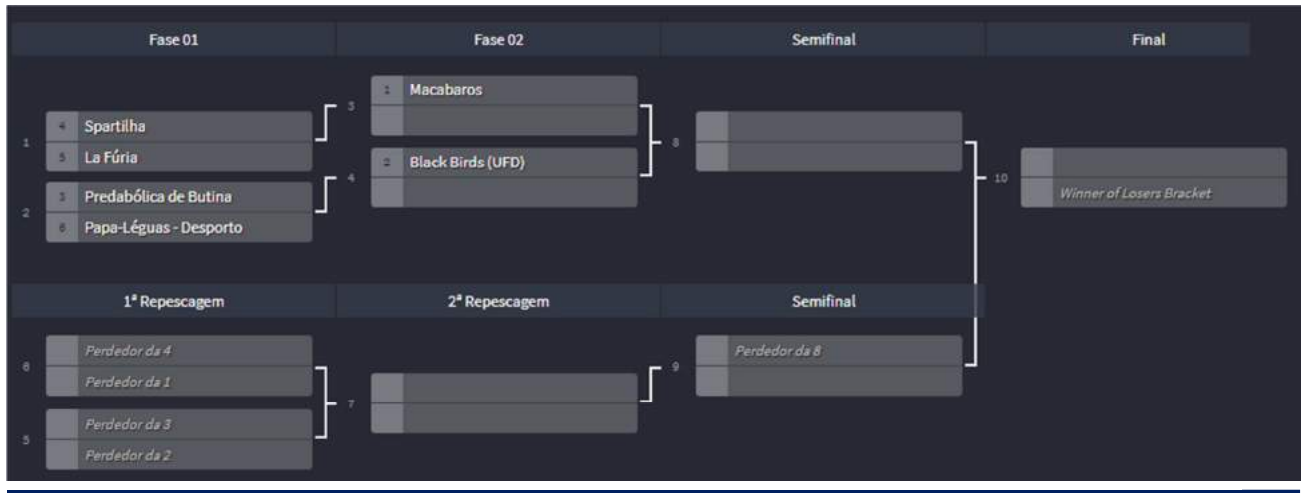 Fase 01
Fase 02
Semifinal
Final
1
4 Spartilha
5 La Fúria
2
3 Predabólica de Butina
6 Papa-Léguas - Desporto
3
1 Macabaros
4
2 Black Birds (UFD)
8
10
Winner of Losers Bracket
1ª Repescagem
2ª Repescagem
Semifinal
6
Perdedor da 4
Perdedor da 1
5
Perdedor da 3
Perdedor da 2
7
9
Perdedor da 8